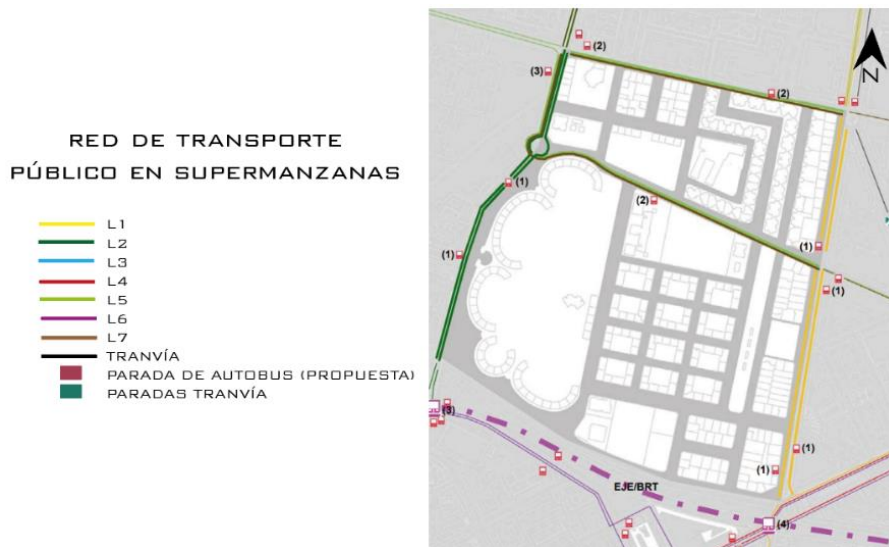 RED DE TRANSPORTE
PÚBLICO EN SUPERMANZANAS
L1
L2
L3
L4
L5
L6
L7
TRANVÍA
PARADA DE AUTOBUS (PROPUESTA)
PARADAS TRANVÍA
(2)
N
(3)
(2)
(1)
(2)
(1)
(1)
(1)
(3)
(1)
(1)
EJE/BRT
(4)